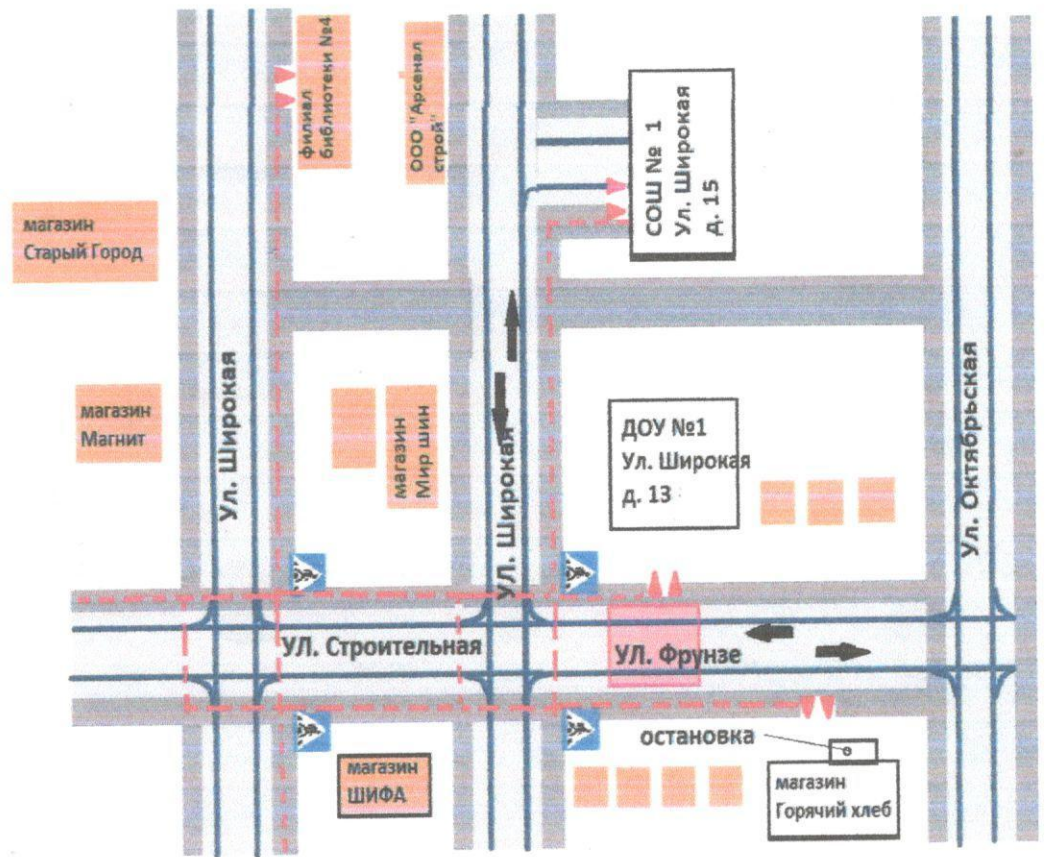 филиал
библиотеки №4
ООО "Арсенал
строй"
СОШ № 1
Ул. Широкая
д. 15
магазин
Старый Город
Ул. Широкая
магазин
Магнит
магазин
Мир шин
Ул. Широкая
ДОУ №1
Ул. Широкая
д. 13
Ул. Октябрьская
УЛ. Строительная
УЛ. Фрунзе
остановка
магазин
ШИФА
магазин
Горячий хлеб